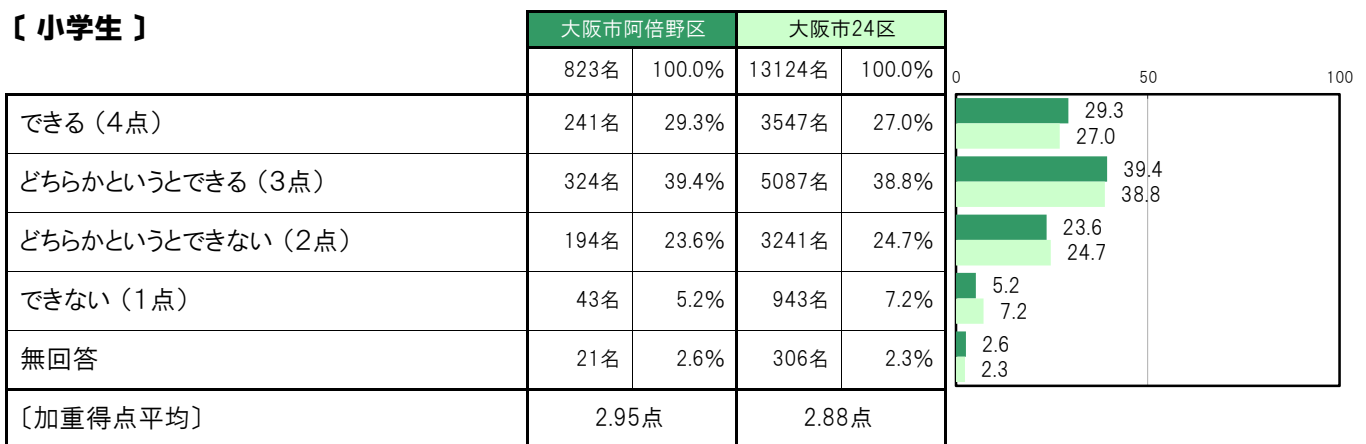 〔 小学生 〕
大阪市阿倍野区 大阪市24区
823名 100.0% 13124名 100.0% 0 50 100
できる（4点） 241名 29.3% 3547名 27.0% 29.3
27.0
どちらかというとできる（3点） 324名 39.4% 5087名 38.8% 39.4
38.8
どちらかというとできない（2点） 194名 23.6% 3241名 24.7% 23.6
24.7
できない（1点） 43名 5.2% 943名 7.2% 5.2
7.2
無回答 21名 2.6% 306名 2.3% 2.6
2.3
〔加重得点平均〕 2.95点 2.88点